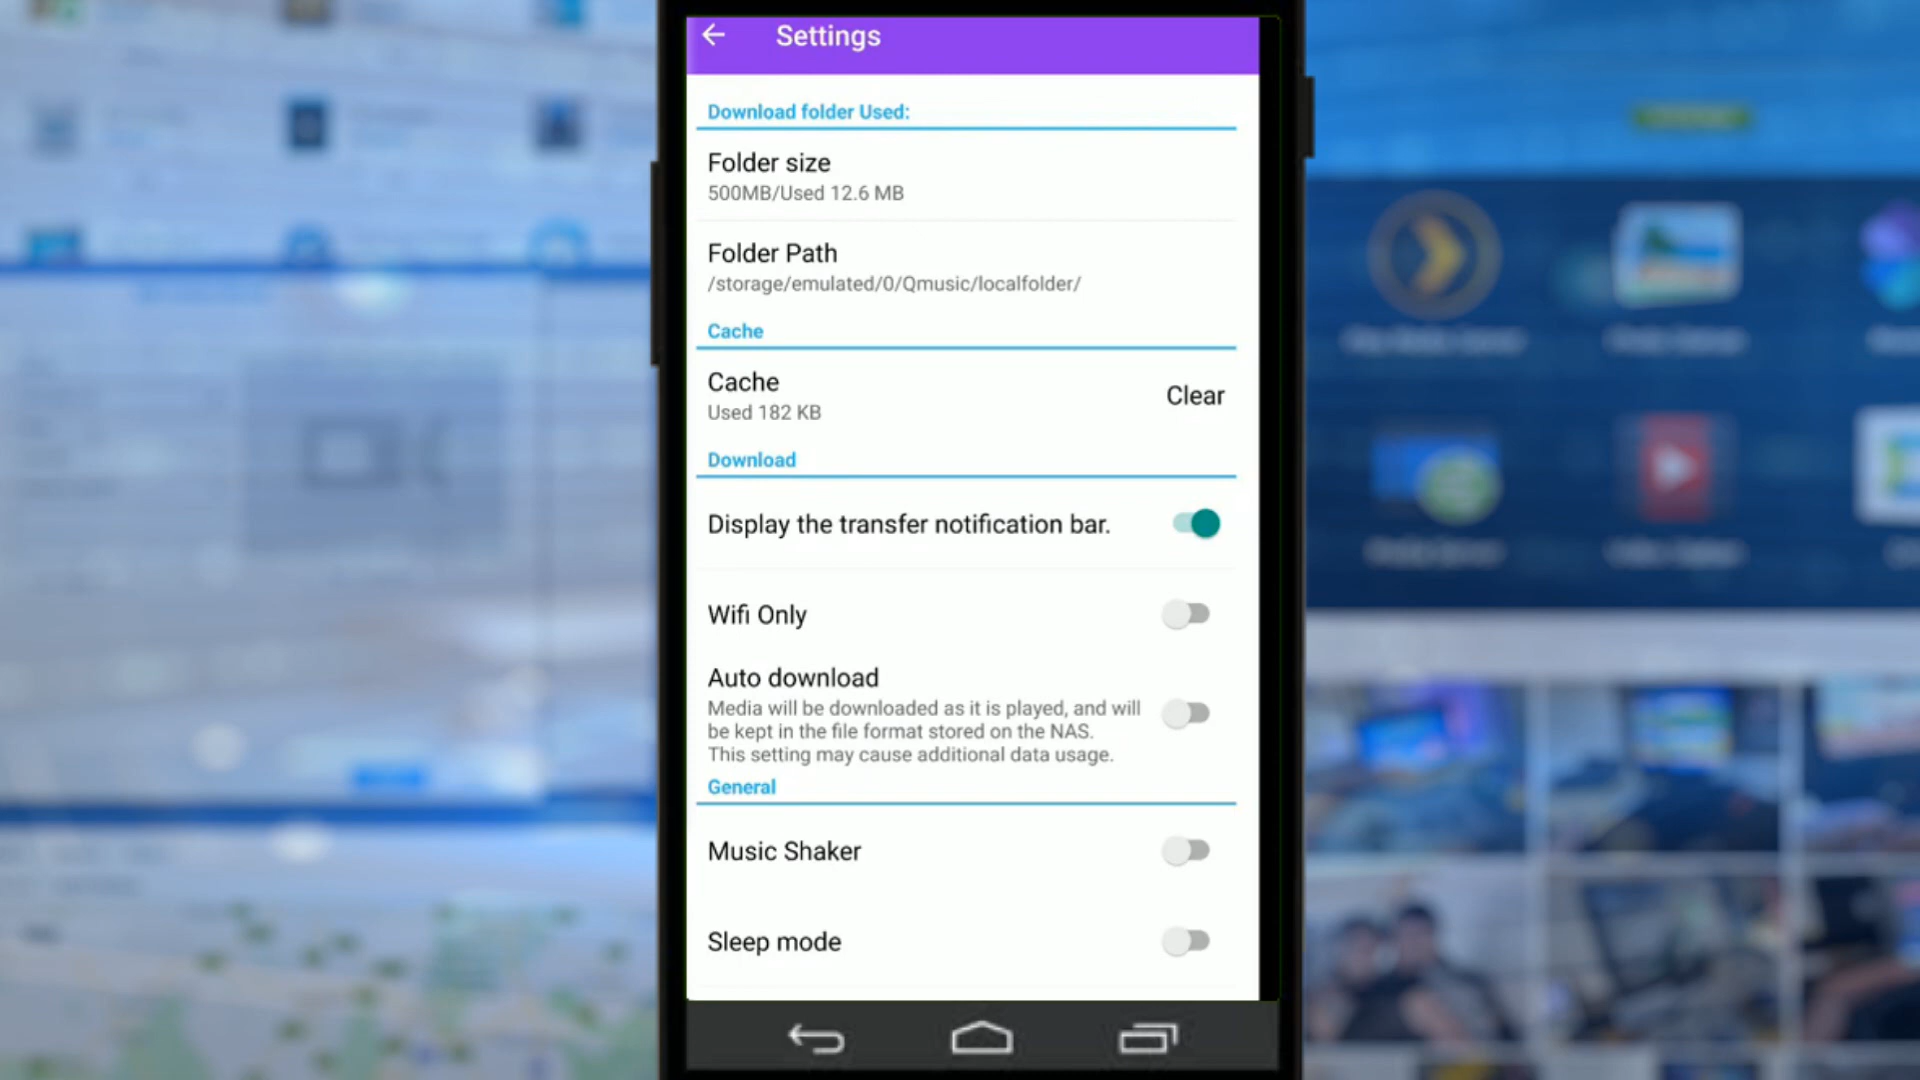 Settings
Download folder Used:
Folder size
500MB/Used 12.6 MB
Folder Path
/storage/emulated/0/Qmusic/localfolder/
Cache
Cache
Used 182 KB
Clear
Download
Display the transfer notification bar.
Wifi Only
Auto download
Media will be downloaded as it is played, and will
be kept in the file format stored on the NAS.
This setting may cause additional data usage.
General
Music Shaker
Sleep mode